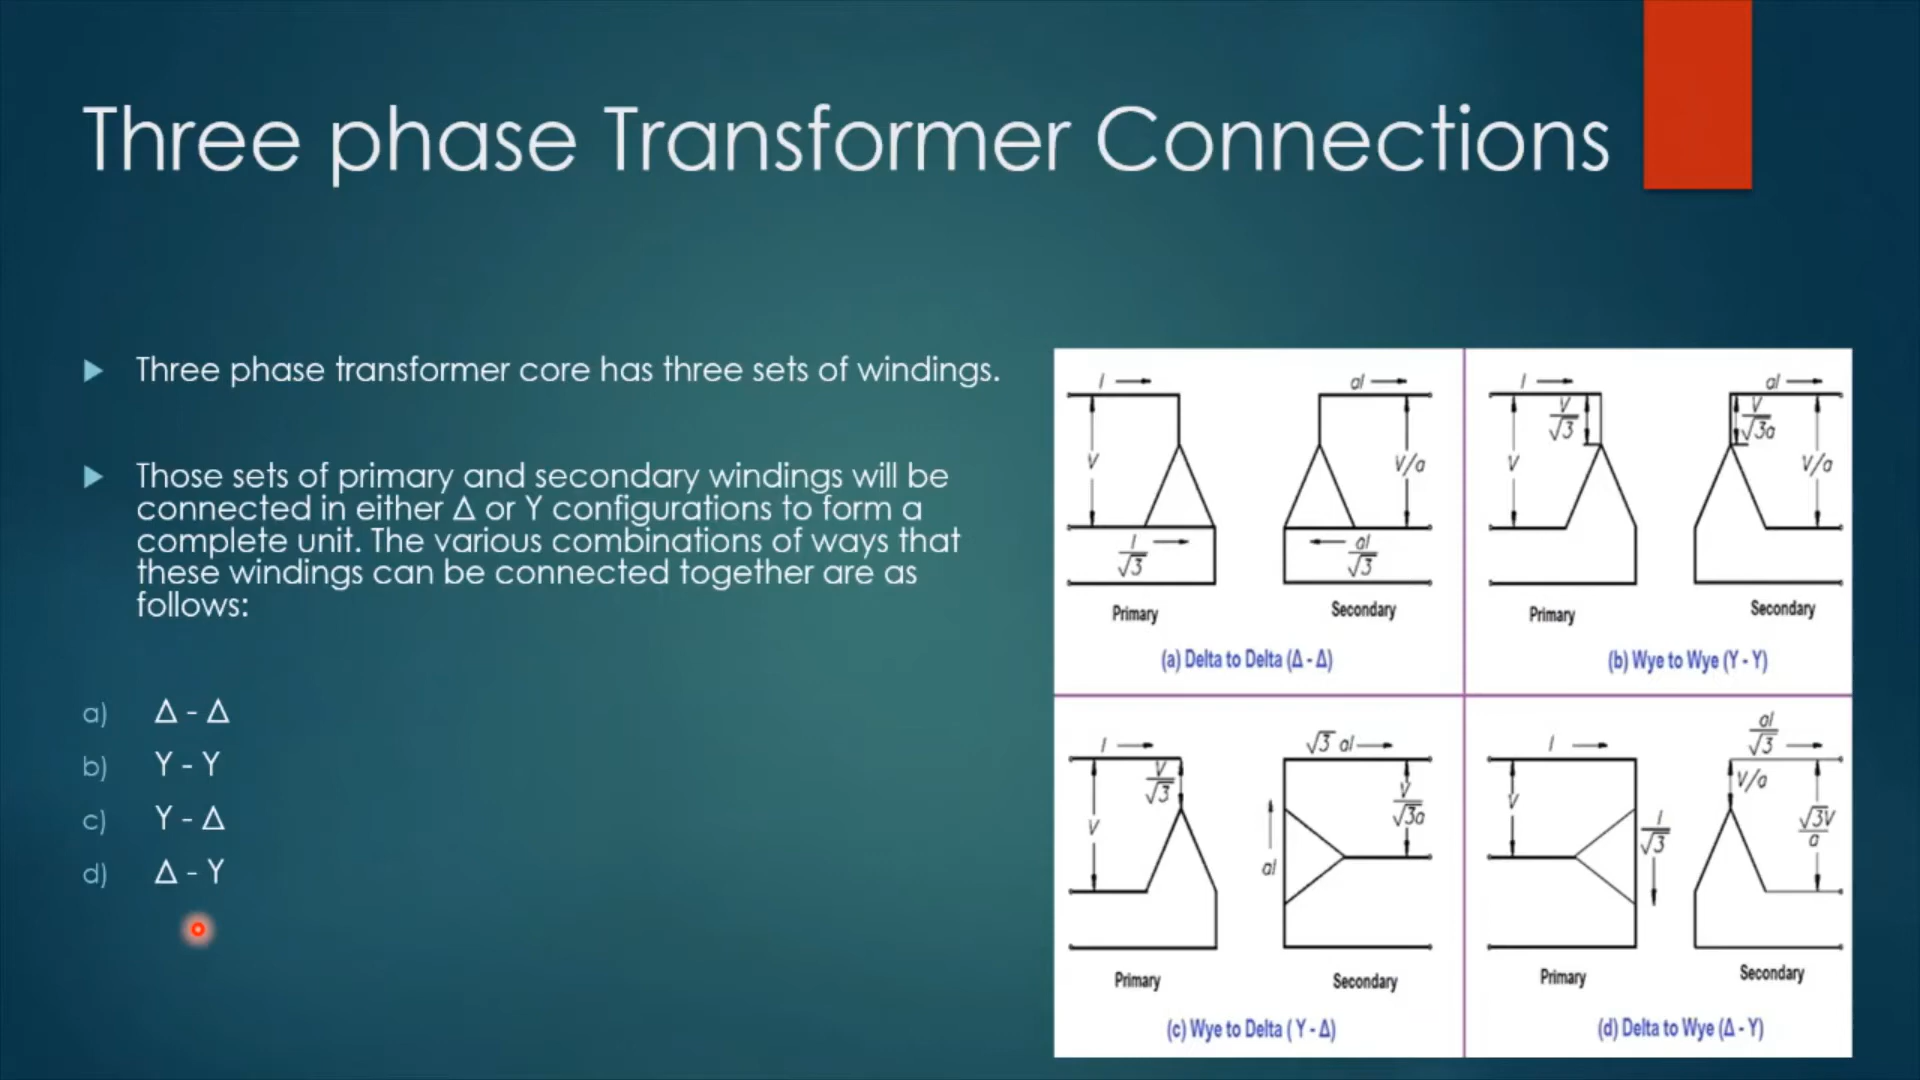 Three phase Transformer Connections
Three phase transformer core has three sets of windings.
Those sets of primary and secondary windings will be
connected in either Δ or Y configurations to form a
complete unit. The various combinations of ways that
these windings can be connected together are as
follows:
a) Δ - Δ
b) Y - Y
c) Y - Δ
d) Δ - Y
I
V
I/√3
Primary
aI
V/a
aI/√3
Secondary
(a) Delta to Delta (Δ - Δ)
I
V/√3
V
Primary
aI
V/√3a
V/a
Secondary
(b) Wye to Wye (Y - Y)
I
V/√3
V
Primary
√3 aI
V/√3a
aI
Secondary
(c) Wye to Delta ( Y - Δ)
I
V
I/√3
Primary
aI/√3
V/a
√3V/a
Secondary
(d) Delta to Wye (Δ - Y)